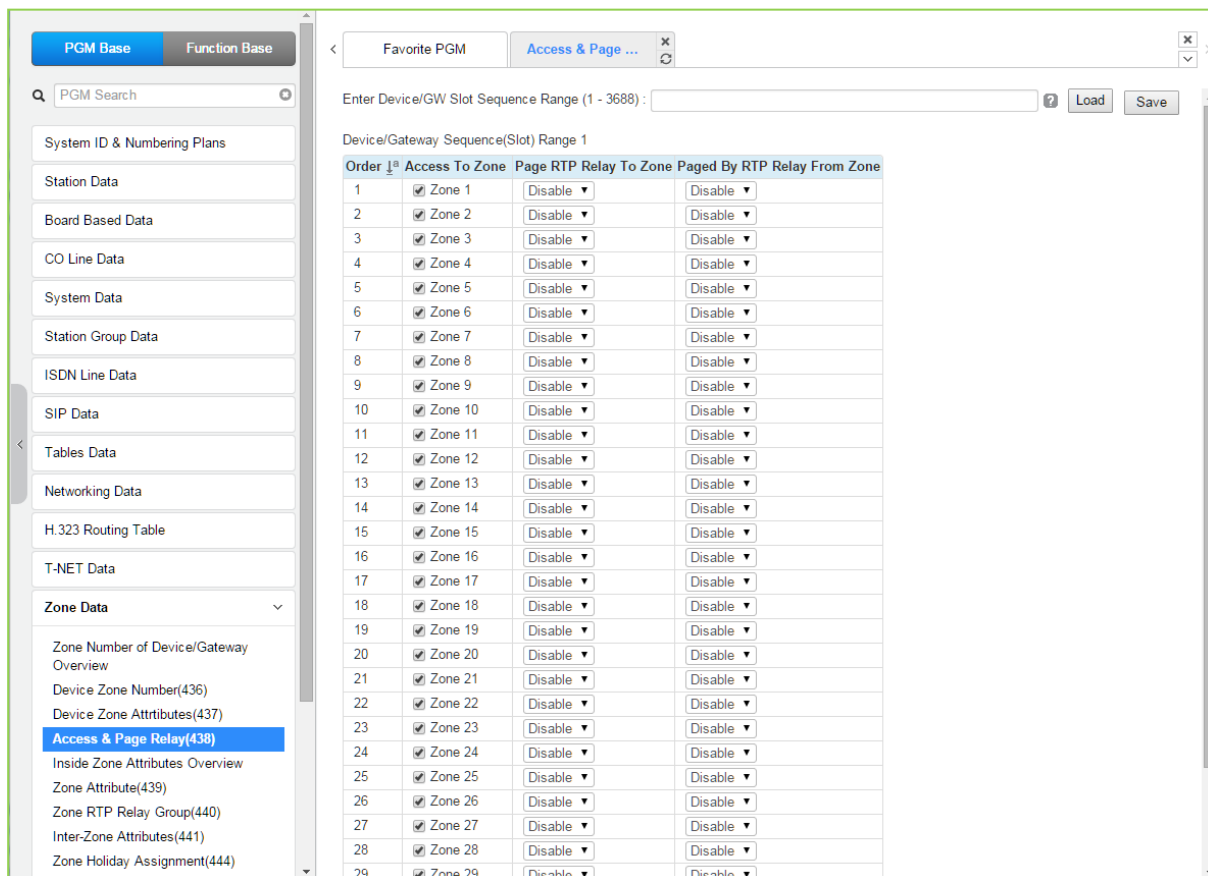 PGM Base
Function Base
PGM Search
System ID & Numbering Plans
Station Data
Board Based Data
CO Line Data
System Data
Station Group Data
ISDN Line Data
SIP Data
Tables Data
Networking Data
H.323 Routing Table
T-NET Data
Zone Data
Zone Number of Device/Gateway
Overview
Device Zone Number(436)
Device Zone Attrtibutes(437)
Access & Page Relay(438)
Inside Zone Attributes Overview
Zone Attribute(439)
Zone RTP Relay Group(440)
Inter-Zone Attributes(441)
Zone Holiday Assignment(444)
Favorite PGM
Access & Page ...
Enter Device/GW Slot Sequence Range (1 - 3688) :
Load
Save
Device/Gateway Sequence(Slot) Range 1
Order Access To Zone Page RTP Relay To Zone Paged By RTP Relay From Zone
1 Zone 1 Disable Disable
2 Zone 2 Disable Disable
3 Zone 3 Disable Disable
4 Zone 4 Disable Disable
5 Zone 5 Disable Disable
6 Zone 6 Disable Disable
7 Zone 7 Disable Disable
8 Zone 8 Disable Disable
9 Zone 9 Disable Disable
10 Zone 10 Disable Disable
11 Zone 11 Disable Disable
12 Zone 12 Disable Disable
13 Zone 13 Disable Disable
14 Zone 14 Disable Disable
15 Zone 15 Disable Disable
16 Zone 16 Disable Disable
17 Zone 17 Disable Disable
18 Zone 18 Disable Disable
19 Zone 19 Disable Disable
20 Zone 20 Disable Disable
21 Zone 21 Disable Disable
22 Zone 22 Disable Disable
23 Zone 23 Disable Disable
24 Zone 24 Disable Disable
25 Zone 25 Disable Disable
26 Zone 26 Disable Disable
27 Zone 27 Disable Disable
28 Zone 28 Disable Disable
29 Zone 29 Disable Disable